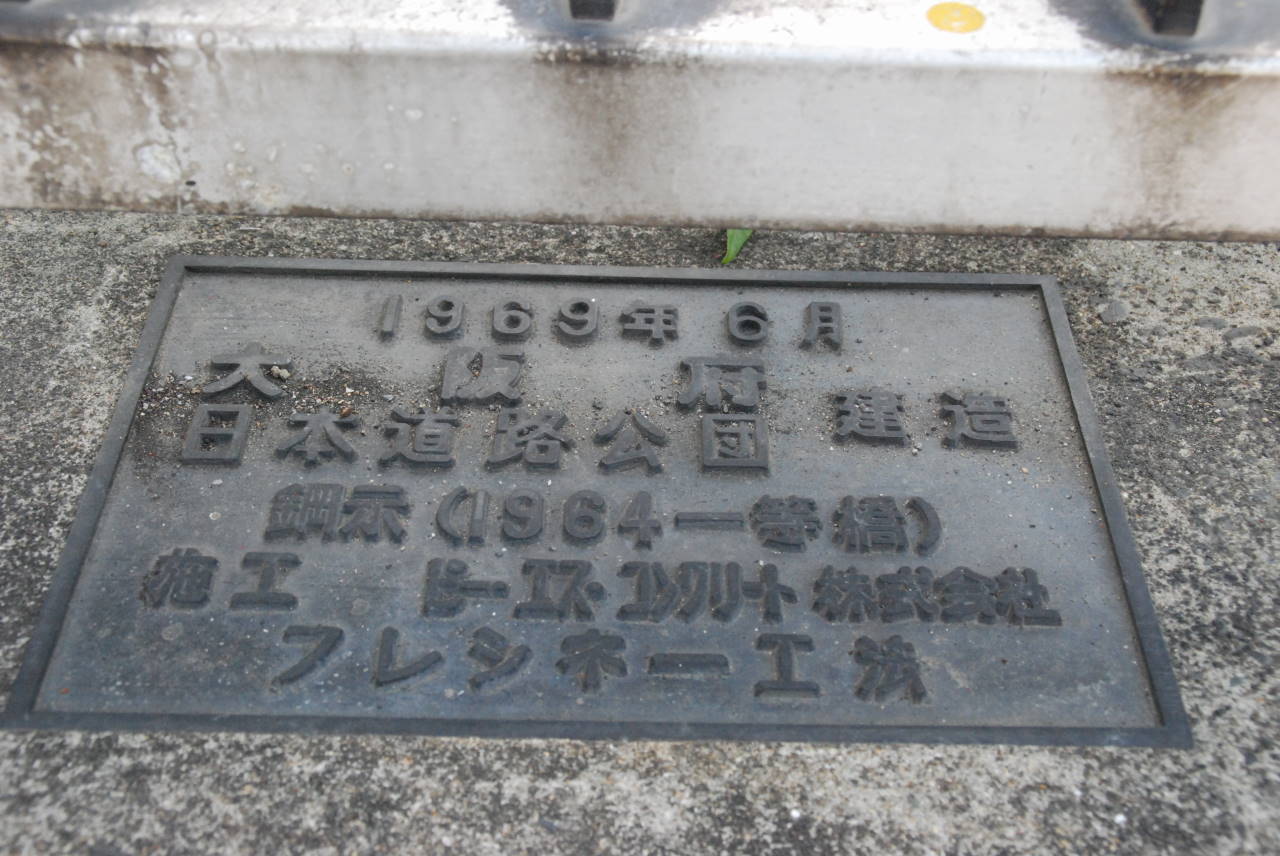 1969年6月
大阪府
日本道路公団 建造
鋼示(1964一等橋)
施工 ピー・エス・コンクリート株式会社
フレシネー工法